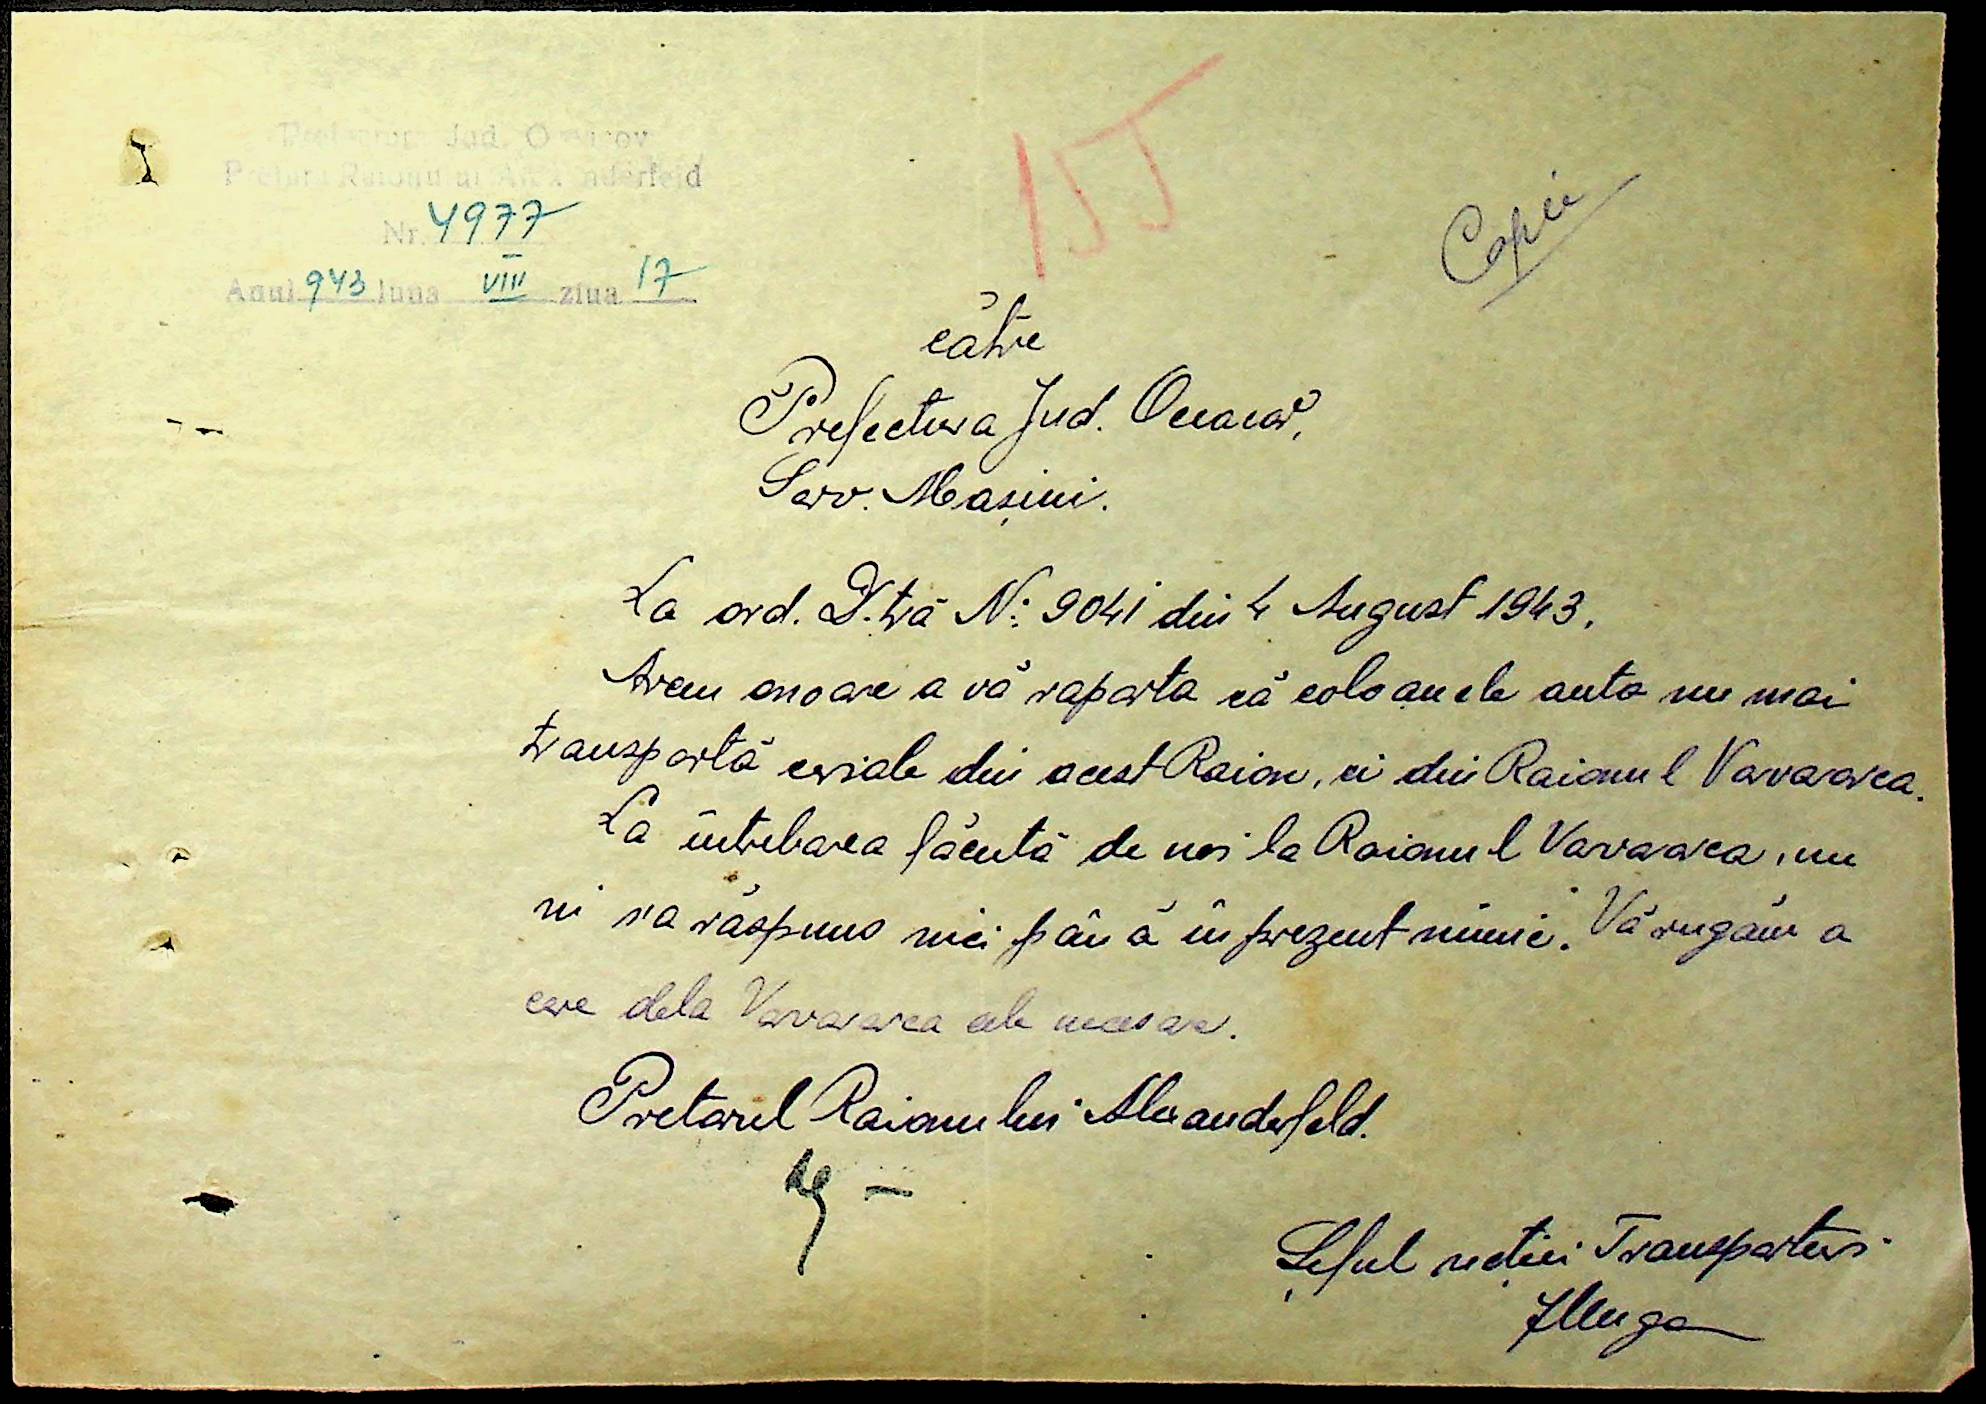 Prefectura Jud. Oceacov
Pretura Raionului Alexanderfeld
Nr. 4977
Anul 943 luna VIII ziua 17
155
Copie
către
Prefectura Jud. Oceacov,
Serv. Mașini.
La ord. D.tră N: 9041 din 4 August 1943.
Avem onoare a vă raporta că coloanele auto nu mai
transportă ceriale din acest Raion, ci din Raionul Varvarovca.
La întrebarea făcută de noi la Raionul Varvarovca, nu
ni s'a răspuns nici până în prezent nimic. Vă rugăm a
cere dela Varvarovca cele necesare.
Pretorul Raionului Alexanderfeld.
Șeful secției Transporturi